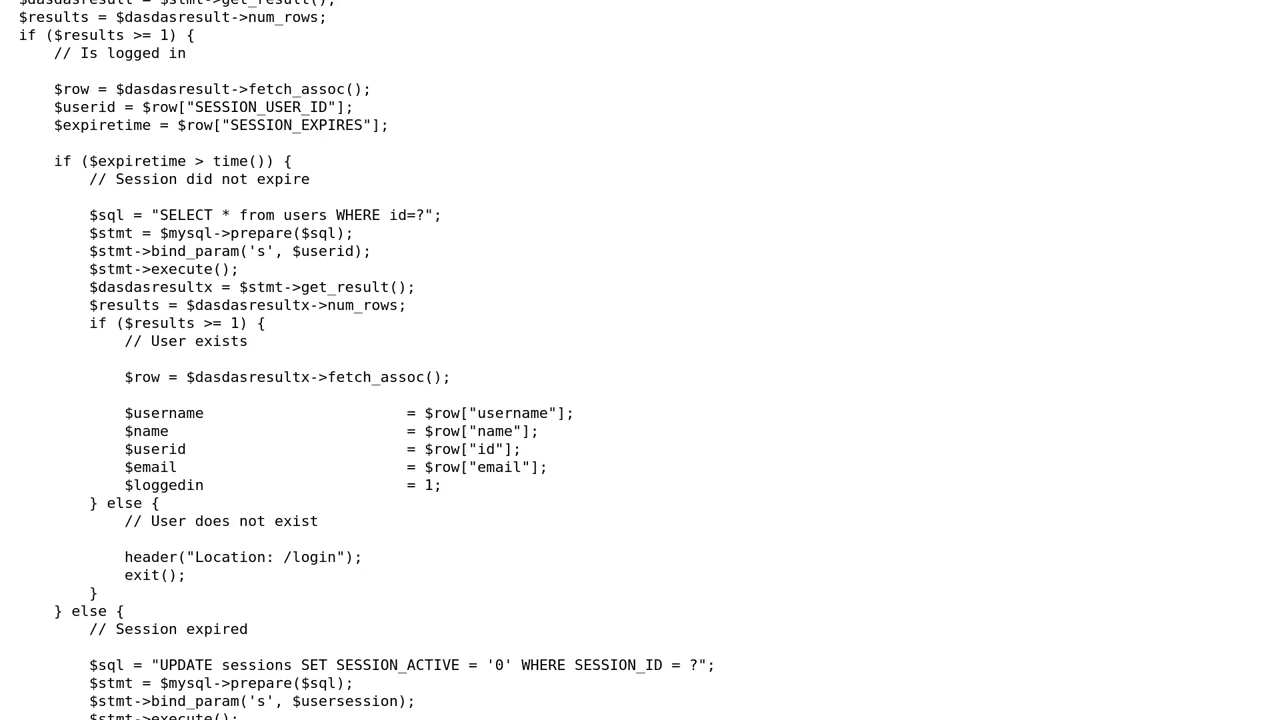 $dasdasresult = $stmt->get_result();
$results = $dasdasresult->num_rows;
if ($results >= 1) {
    // Is logged in

    $row = $dasdasresult->fetch_assoc();
    $userid = $row["SESSION_USER_ID"];
    $expiretime = $row["SESSION_EXPIRES"];

    if ($expiretime > time()) {
        // Session did not expire

        $sql = "SELECT * from users WHERE id=?";
        $stmt = $mysql->prepare($sql);
        $stmt->bind_param('s', $userid);
        $stmt->execute();
        $dasdasresultx = $stmt->get_result();
        $results = $dasdasresultx->num_rows;
        if ($results >= 1) {
            // User exists

            $row = $dasdasresultx->fetch_assoc();

            $username                       = $row["username"];
            $name                           = $row["name"];
            $userid                         = $row["id"];
            $email                          = $row["email"];
            $loggedin                       = 1;
        } else {
            // User does not exist

            header("Location: /login");
            exit();
        }
    } else {
        // Session expired

        $sql = "UPDATE sessions SET SESSION_ACTIVE = '0' WHERE SESSION_ID = ?";
        $stmt = $mysql->prepare($sql);
        $stmt->bind_param('s', $usersession);
        $stmt->execute();